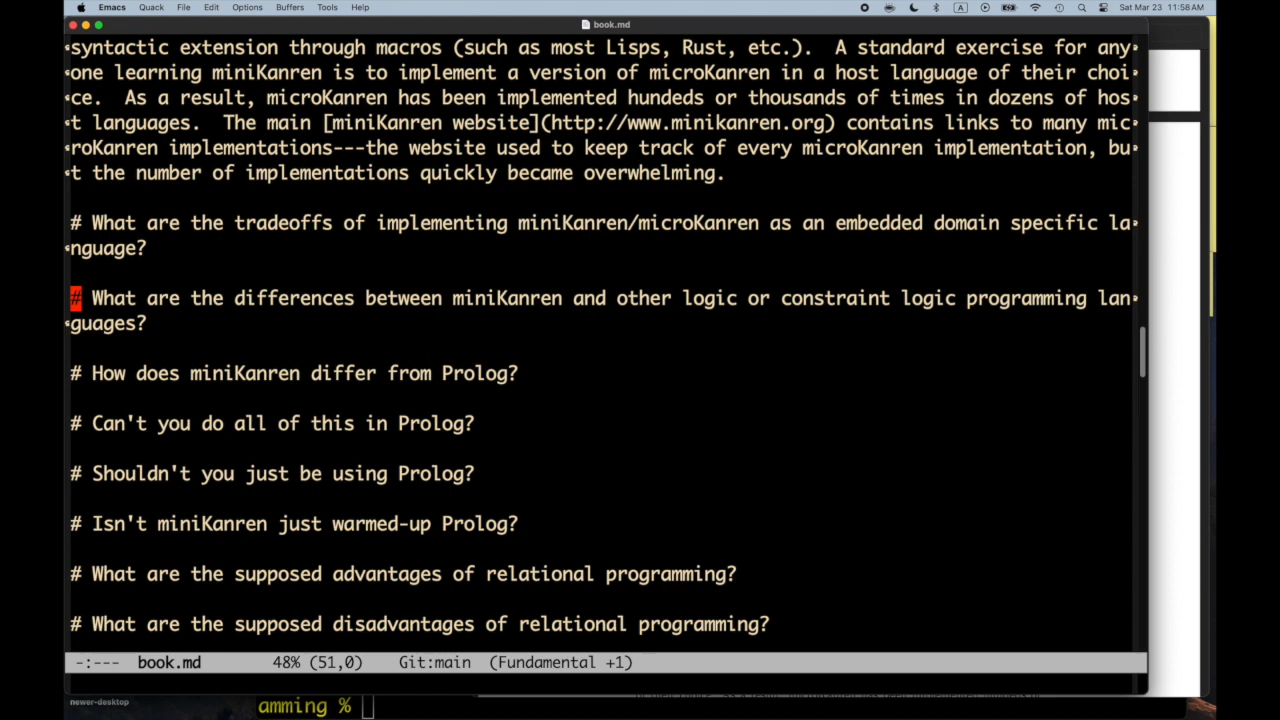 Emacs Quack File Edit Options Buffers Tools Help
A
Sat Mar 23 11:58 AM
book.md
syntactic extension through macros (such as most Lisps, Rust, etc.).  A standard exercise for any
one learning miniKanren is to implement a version of microKanren in a host language of their choi
ce.  As a result, microKanren has been implemented hundeds or thousands of times in dozens of hos
t languages.  The main [miniKanren website](http://www.minikanren.org) contains links to many mic
roKanren implementations---the website used to keep track of every microKanren implementation, bu
t the number of implementations quickly became overwhelming.
# What are the tradeoffs of implementing miniKanren/microKanren as an embedded domain specific la
nguage?
# What are the differences between miniKanren and other logic or constraint logic programming lan
guages?
# How does miniKanren differ from Prolog?
# Can't you do all of this in Prolog?
# Shouldn't you just be using Prolog?
# Isn't miniKanren just warmed-up Prolog?
# What are the supposed advantages of relational programming?
# What are the supposed disadvantages of relational programming?
-:--- book.md 48% (51,0) Git:main (Fundamental +1)
newer-desktop
amming %